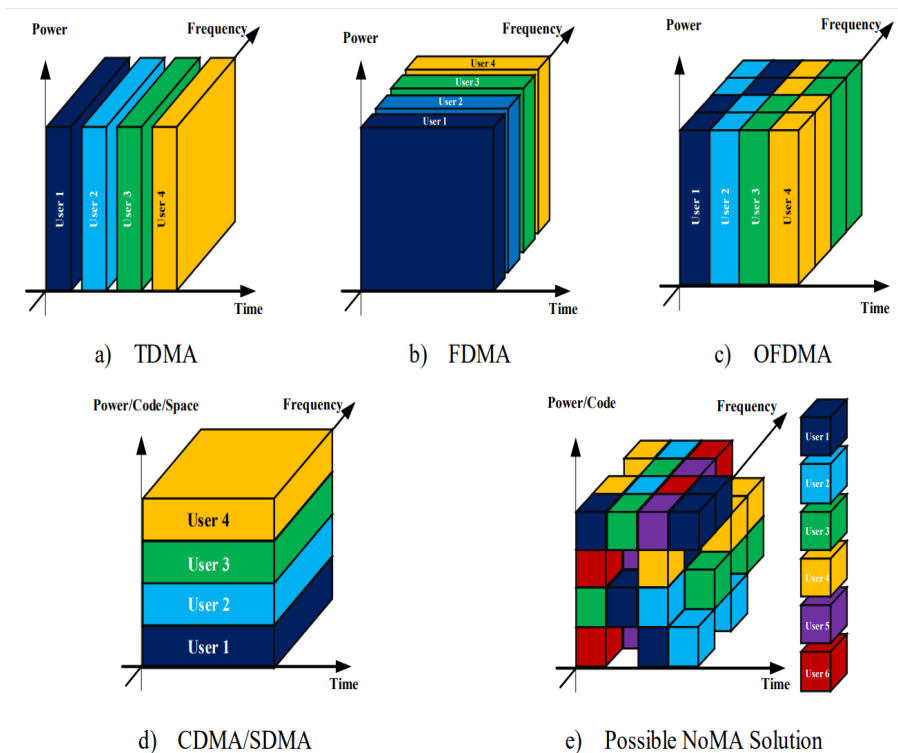 Power
Frequency
User 1
User 2
User 3
User 4
Time
a) TDMA
Power
Frequency
User 4
User 3
User 2
User 1
Time
b) FDMA
Power
Frequency
User 1
User 2
User 3
User 4
Time
c) OFDMA
Power/Code/Space
Frequency
User 4
User 3
User 2
User 1
Time
d) CDMA/SDMA
Power/Code
Frequency
Time
User 1
User 2
User 3
User 4
User 5
User 6
e) Possible NoMA Solution